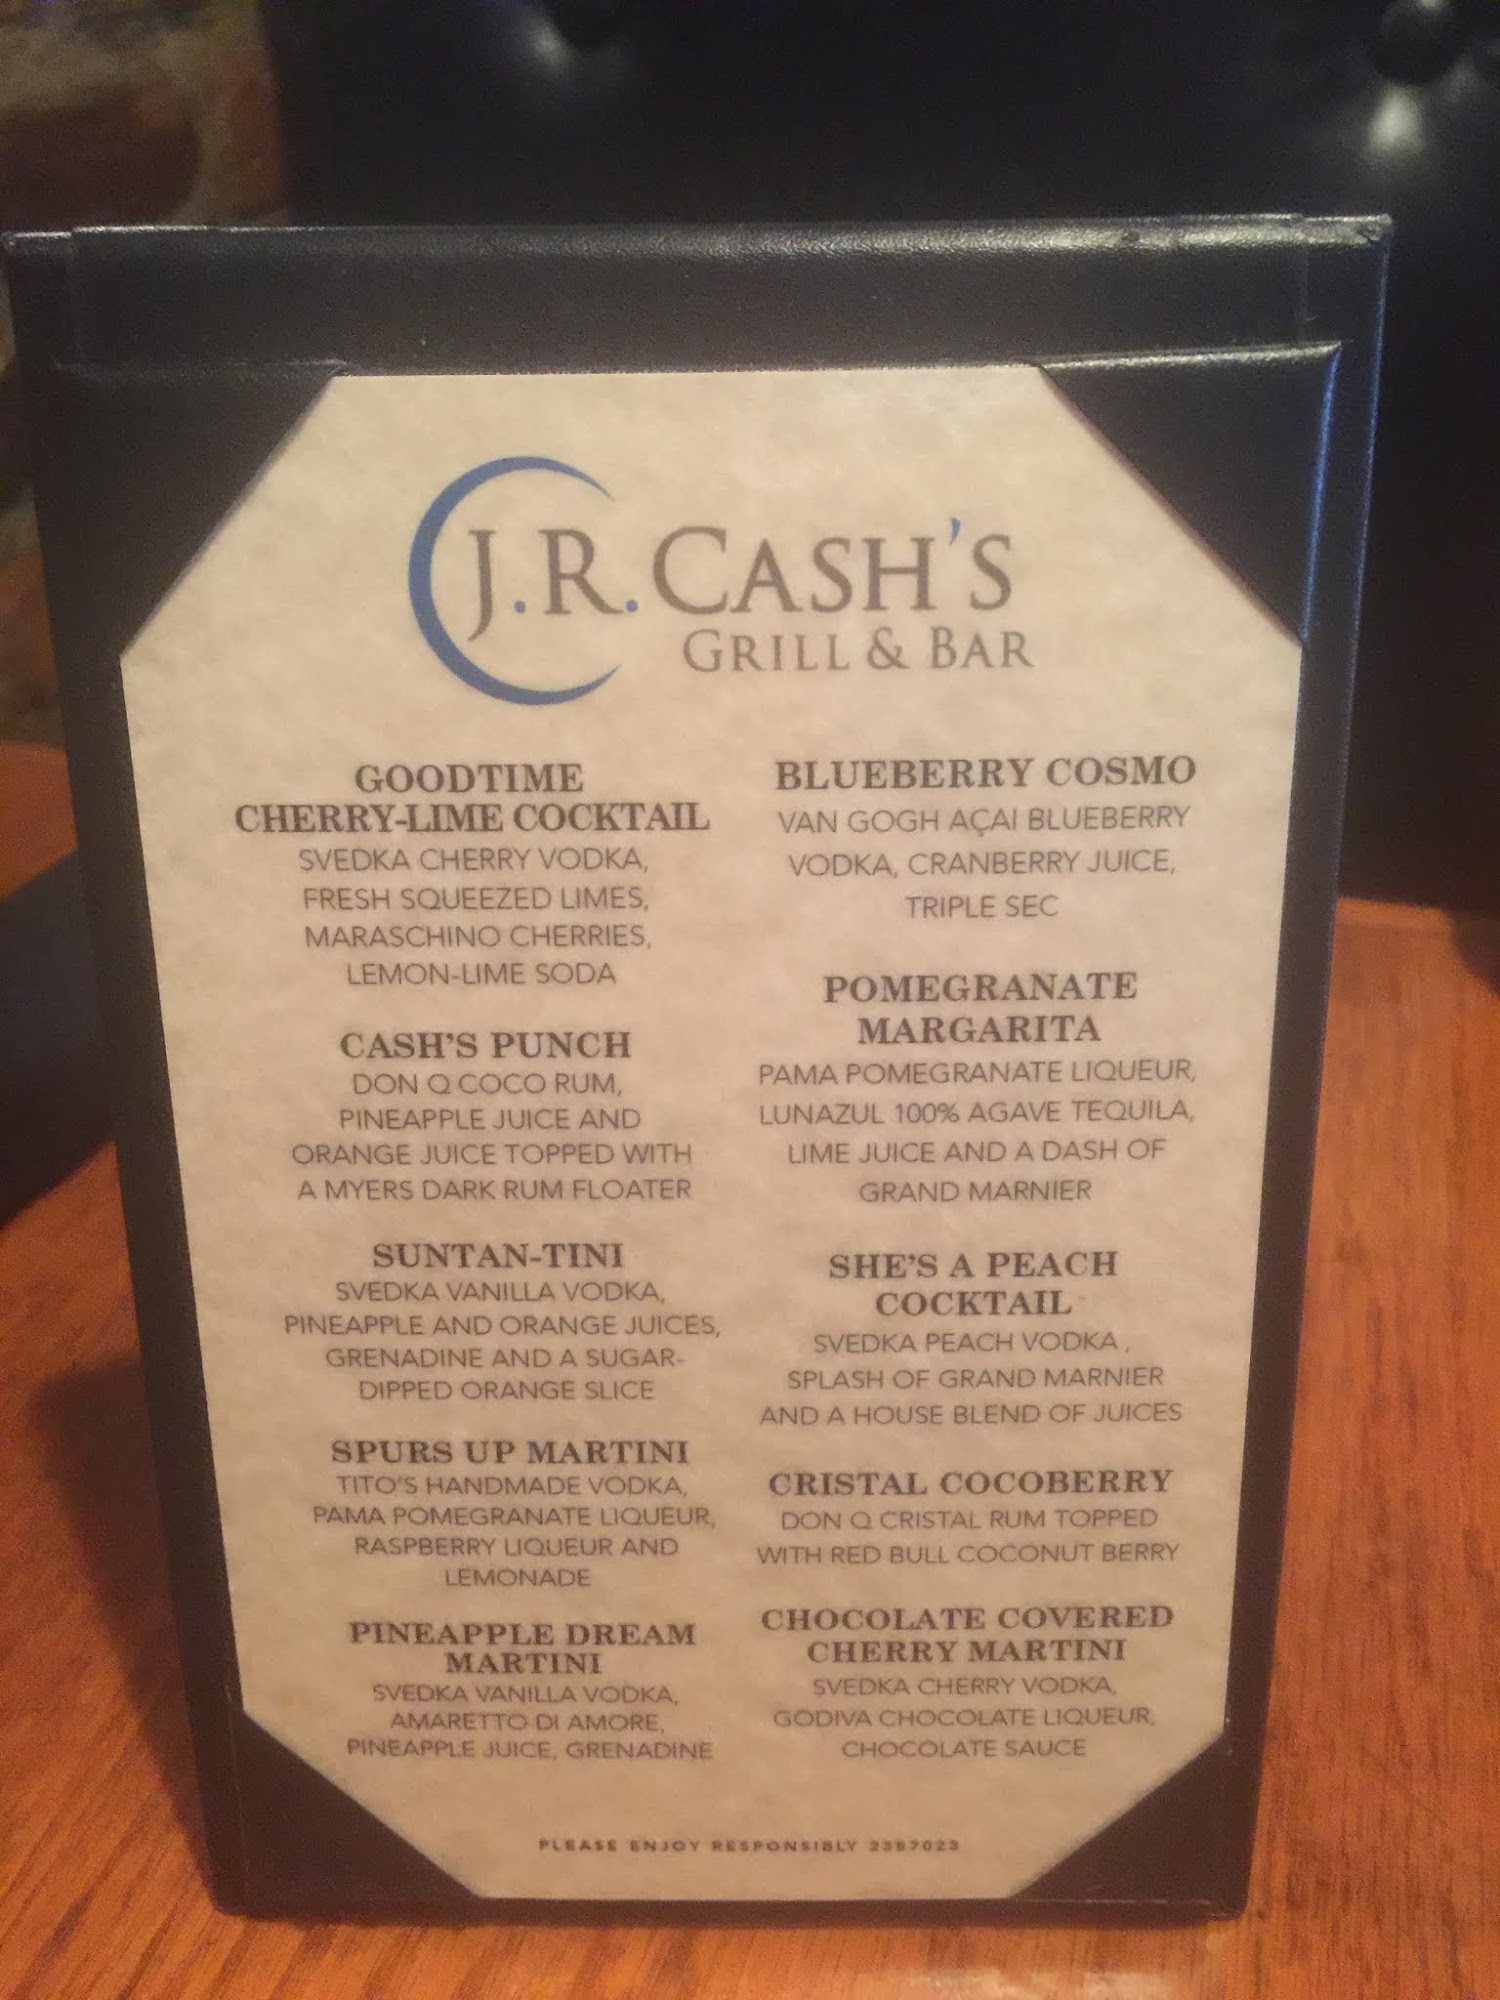 J.R. CASH'S
GRILL & BAR
GOODTIME
CHERRY-LIME COCKTAIL
SVEDKA CHERRY VODKA,
FRESH SQUEEZED LIMES,
MARASCHINO CHERRIES,
LEMON-LIME SODA
CASH'S PUNCH
DON Q COCO RUM,
PINEAPPLE JUICE AND
ORANGE JUICE TOPPED WITH
A MYERS DARK RUM FLOATER
SUNTAN-TINI
SVEDKA VANILLA VODKA,
PINEAPPLE AND ORANGE JUICES,
GRENADINE AND A SUGAR-
DIPPED ORANGE SLICE
SPURS UP MARTINI
TITO'S HANDMADE VODKA,
PAMA POMEGRANATE LIQUEUR,
RASPBERRY LIQUEUR AND
LEMONADE
PINEAPPLE DREAM
MARTINI
SVEDKA VANILLA VODKA,
AMARETTO DI AMORE,
PINEAPPLE JUICE, GRENADINE
BLUEBERRY COSMO
VAN GOGH AÇAI BLUEBERRY
VODKA, CRANBERRY JUICE,
TRIPLE SEC
POMEGRANATE
MARGARITA
PAMA POMEGRANATE LIQUEUR,
LUNAZUL 100% AGAVE TEQUILA,
LIME JUICE AND A DASH OF
GRAND MARNIER
SHE'S A PEACH
COCKTAIL
SVEDKA PEACH VODKA ,
SPLASH OF GRAND MARNIER
AND A HOUSE BLEND OF JUICES
CRISTAL COCOBERRY
DON Q CRISTAL RUM TOPPED
WITH RED BULL COCONUT BERRY
CHOCOLATE COVERED
CHERRY MARTINI
SVEDKA CHERRY VODKA,
GODIVA CHOCOLATE LIQUEUR,
CHOCOLATE SAUCE
PLEASE ENJOY RESPONSIBLY 2387023